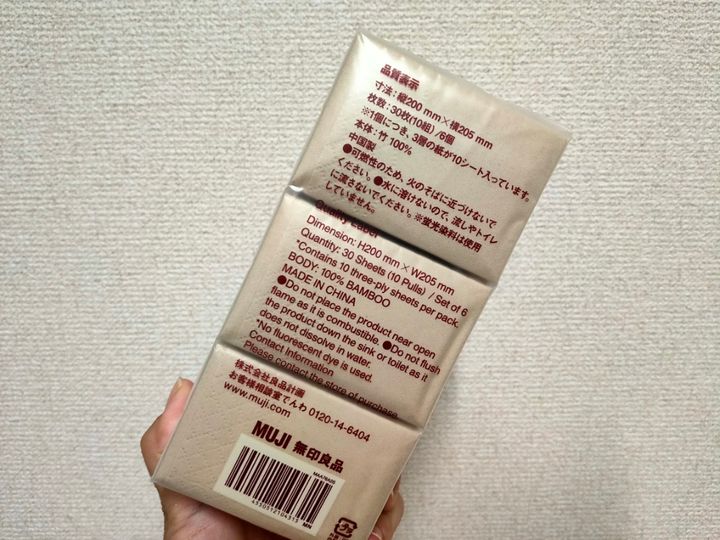 品質表示
寸法：縦200 mm×横205 mm
枚数：30枚(10組)/6個
※1個につき、3層の紙が10シート入っています。
本体：竹 100%
中国製
●可燃性のため、火のそばに近づけないで
ください。●水に溶けないので、流しやトイレ
に流さないでください。※蛍光染料は使用
していません。
Quality Label
Dimension: H200 mm × W205 mm
Quantity: 30 Sheets (10 Pulls) / Set of 6
*Contains 10 three-ply sheets per pack.
BODY: 100% BAMBOO
MADE IN CHINA
●Do not place the product near open
flame as it is combustible. ●Do not flush
the product down the sink or toilet as it
does not dissolve in water.
*No fluorescent dye is used.
Contact Information
Please contact the store of purchase.
株式会社良品計画
お客様相談室でんわ 0120-14-6404
www.muji.com
MUJI 無印良品
MAA76A0S
4550512104313
MN